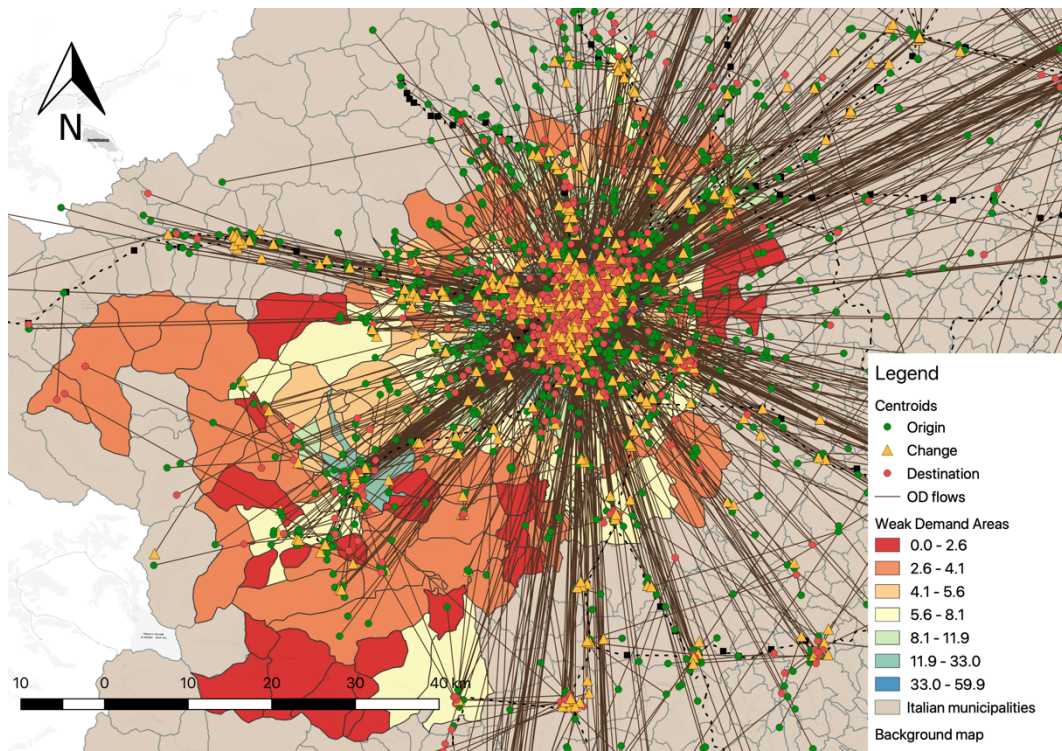 N
10 0 10 20 30 40 km
Legend
Centroids
Origin
Change
Destination
OD flows
Weak Demand Areas
0.0 - 2.6
2.6 - 4.1
4.1 - 5.6
5.6 - 8.1
8.1 - 11.9
11.9 - 33.0
33.0 - 59.9
Italian municipalities
Background map